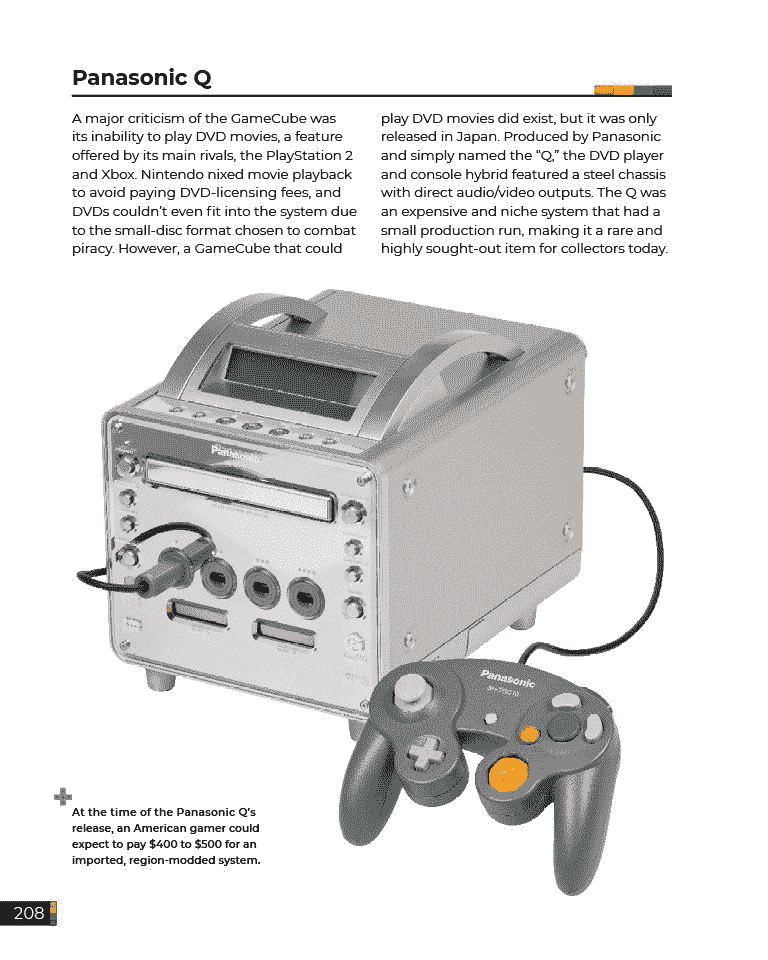 Panasonic Q
A major criticism of the GameCube was
its inability to play DVD movies, a feature
offered by its main rivals, the PlayStation 2
and Xbox. Nintendo nixed movie playback
to avoid paying DVD-licensing fees, and
DVDs couldn’t even fit into the system due
to the small-disc format chosen to combat
piracy. However, a GameCube that could
play DVD movies did exist, but it was only
released in Japan. Produced by Panasonic
and simply named the “Q,” the DVD player
and console hybrid featured a steel chassis
with direct audio/video outputs. The Q was
an expensive and niche system that had a
small production run, making it a rare and
highly sought-out item for collectors today.
Panasonic
Panasonic
At the time of the Panasonic Q’s
release, an American gamer could
expect to pay $400 to $500 for an
imported, region-modded system.
208